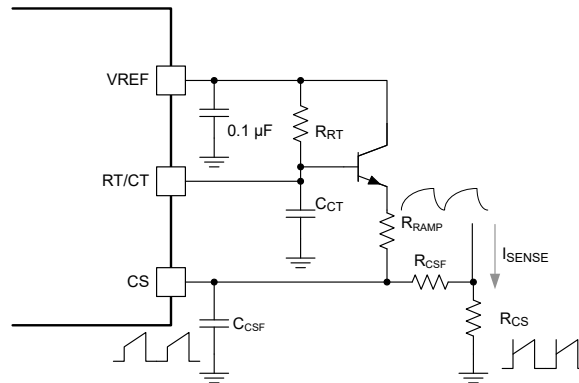 VREF
0.1 µF
RRT
RT/CT
CCT
RRAMP
ISENSE
RCSF
CS
CCSF
RCS